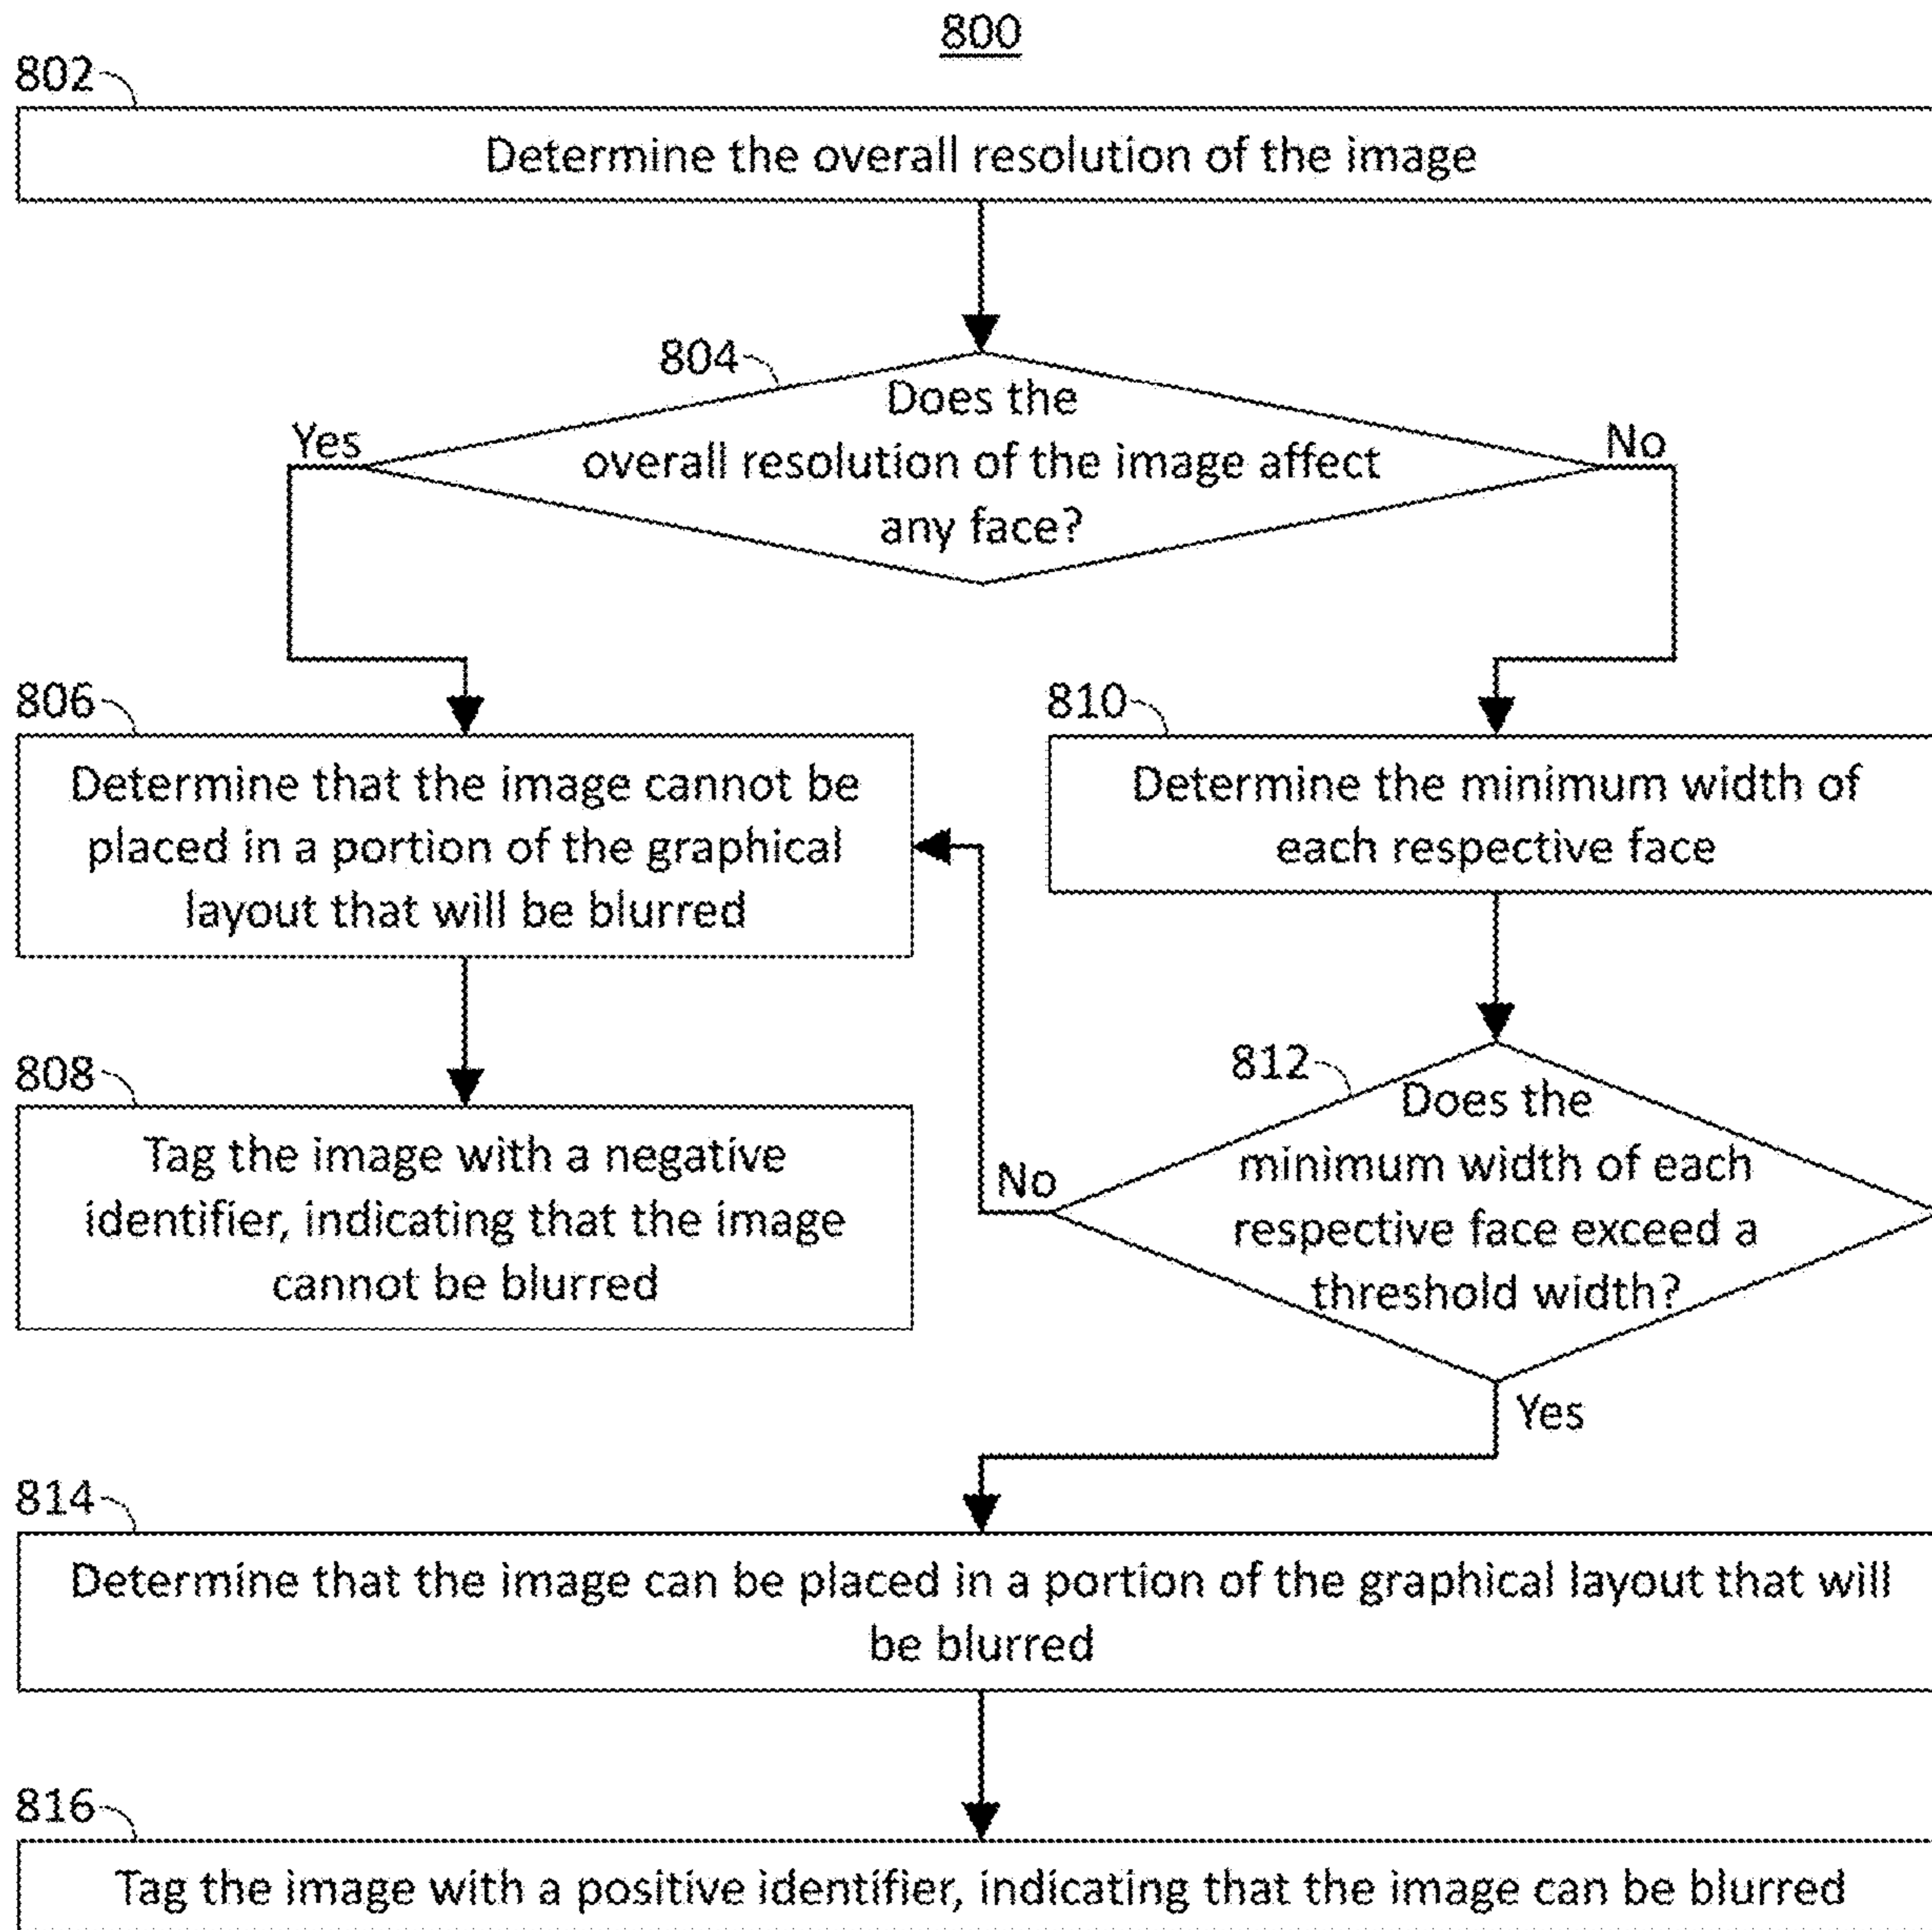 800
802
Determine the overall resolution of the image
804
Does the
overall resolution of the image affect
any face?
Yes
No
806
Determine that the image cannot be
placed in a portion of the graphical
layout that will be blurred
810
Determine the minimum width of
each respective face
808
Tag the image with a negative
identifier, indicating that the image
cannot be blurred
812
Does the
minimum width of each
respective face exceed a
threshold width?
No
Yes
814
Determine that the image can be placed in a portion of the graphical layout that will
be blurred
816
Tag the image with a positive identifier, indicating that the image can be blurred